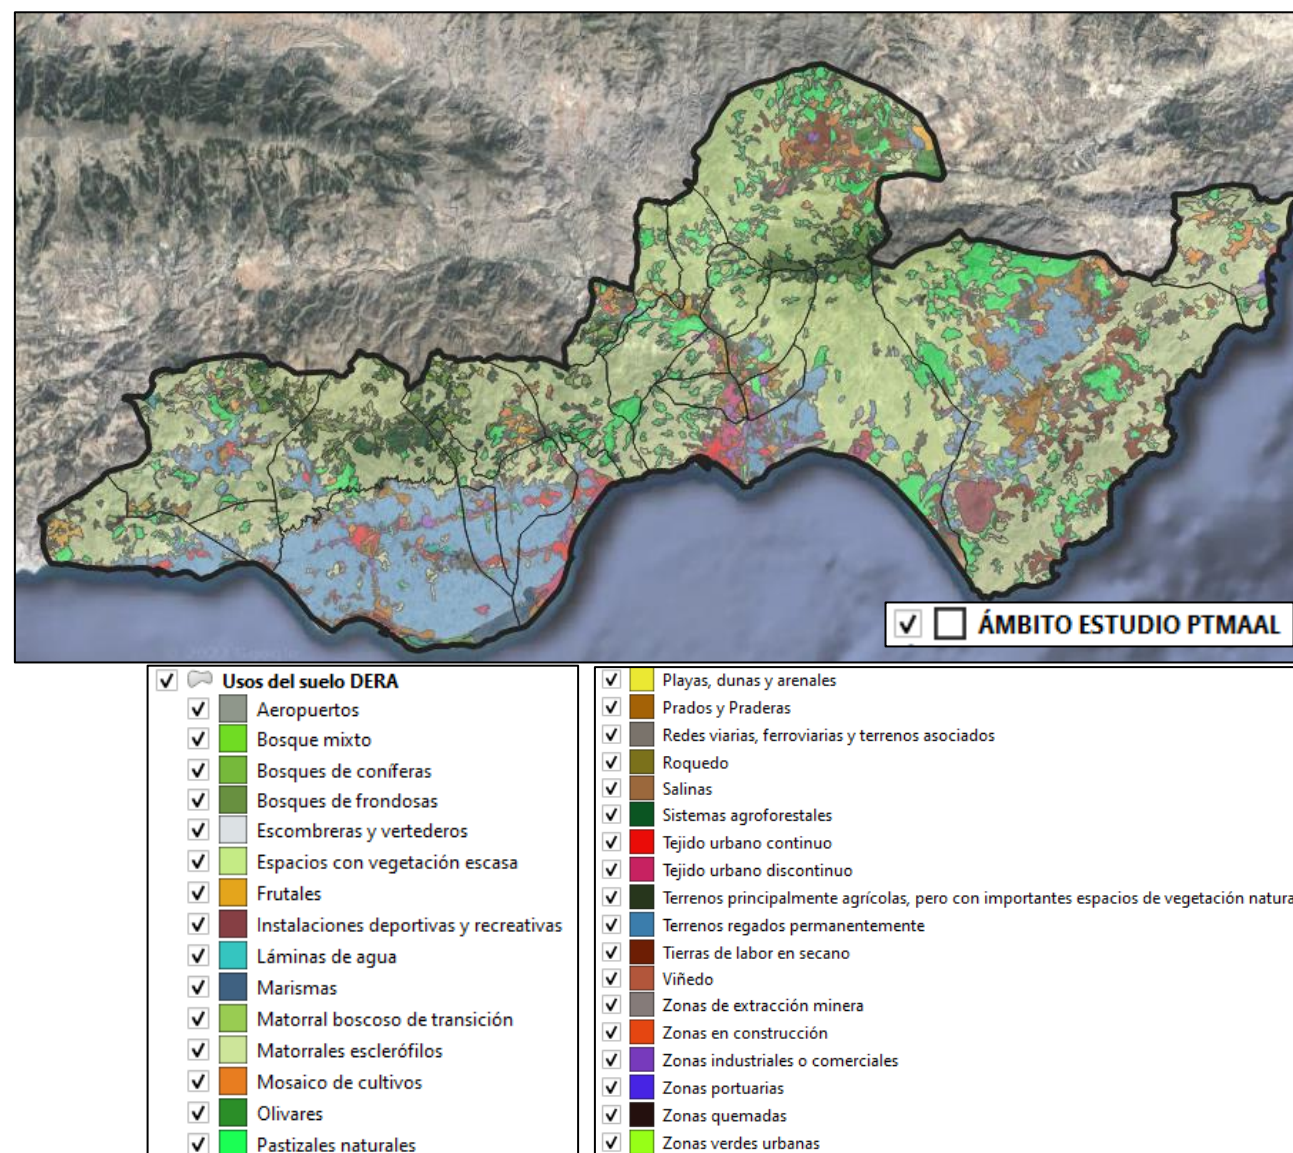 ÁMBITO ESTUDIO PTMAAL
Usos del suelo DERA
Aeropuertos
Bosque mixto
Bosques de coníferas
Bosques de frondosas
Escombreras y vertederos
Espacios con vegetación escasa
Frutales
Instalaciones deportivas y recreativas
Láminas de agua
Marismas
Matorral boscoso de transición
Matorrales esclerófilos
Mosaico de cultivos
Olivares
Pastizales naturales
Playas, dunas y arenales
Prados y Praderas
Redes viarias, ferroviarias y terrenos asociados
Roquedo
Salinas
Sistemas agroforestales
Tejido urbano continuo
Tejido urbano discontinuo
Terrenos principalmente agrícolas, pero con importantes espacios de vegetación natura
Terrenos regados permanentemente
Tierras de labor en secano
Viñedo
Zonas de extracción minera
Zonas en construcción
Zonas industriales o comerciales
Zonas portuarias
Zonas quemadas
Zonas verdes urbanas